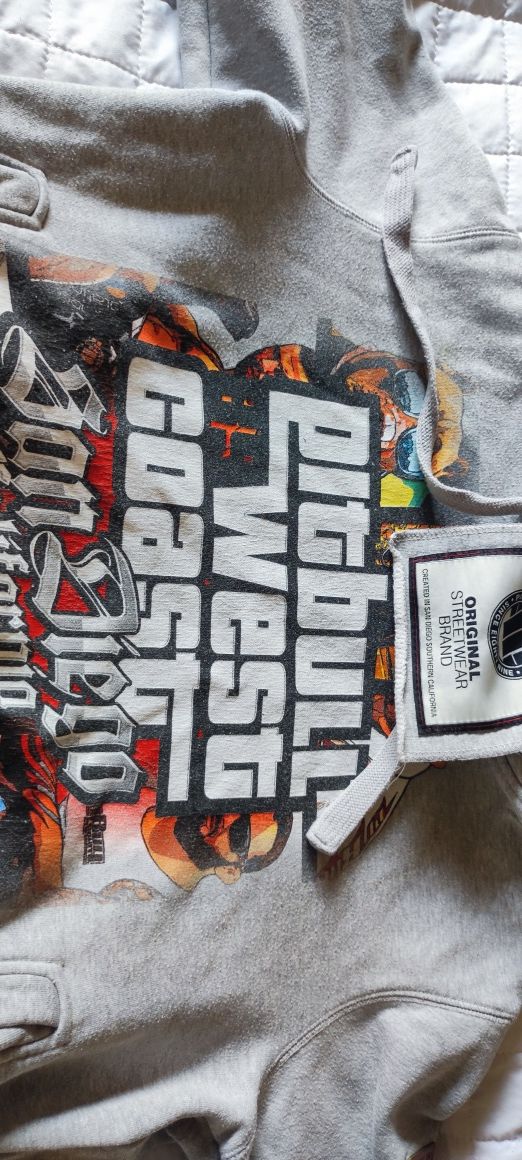 pitbull
west
coast
San Diego
ORIGINAL
STREETWEAR
BRAND
CREATED IN SAN DIEGO SOUTHERN CALIFORNIA